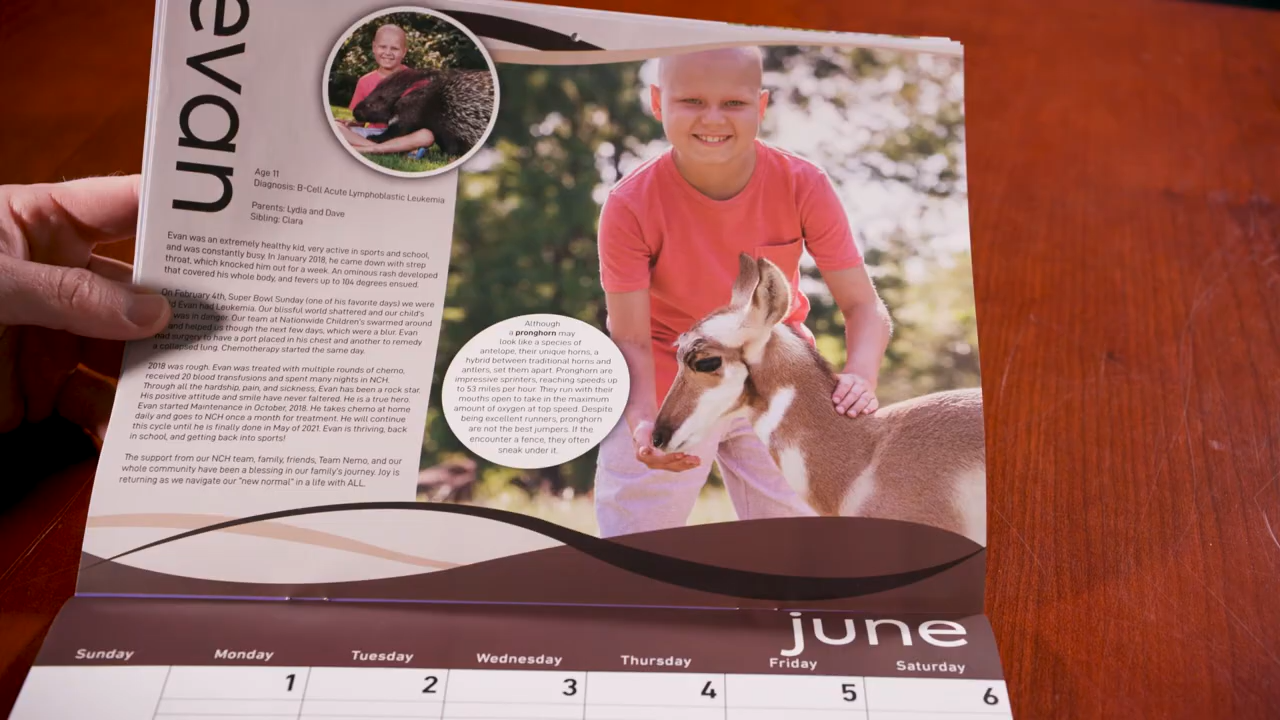 evan
Age 11
Diagnosis: B-Cell Acute Lymphoblastic Leukemia
Parents: Lydia and Dave
Sibling: Clara
Evan was an extremely healthy kid, very active in sports and school,
and was constantly busy. In January 2018, he came down with strep
throat, which knocked him out for a week. An ominous rash developed
that covered his whole body, and fevers up to 104 degrees ensued.
On February 4th, Super Bowl Sunday (one of his favorite days) we were
Evan had Leukemia. Our blissful world shattered and our child's
was in danger. Our team at Nationwide Children's swarmed around
and helped us though the next few days, which were a blur. Evan
had surgery to have a port placed in his chest and another to remedy
a collapsed lung. Chemotherapy started the same day.
2018 was rough. Evan was treated with multiple rounds of chemo,
received 20 blood transfusions and spent many nights in NCH.
Through all the hardship, pain, and sickness, Evan has been a rock star.
His positive attitude and smile have never faltered. He is a true hero.
Evan started Maintenance in October, 2018. He takes chemo at home
daily and goes to NCH once a month for treatment. He will continue
this cycle until he is finally done in May of 2021. Evan is thriving, back
in school, and getting back into sports!
The support from our NCH team, family, friends, Team Nemo, and our
whole community have been a blessing in our family's journey. Joy is
returning as we navigate our "new normal" in a life with ALL.
Although
a pronghorn may
look like a species of
antelope, their unique horns, a
hybrid between traditional horns and
antlers, set them apart. Pronghorn are
impressive sprinters, reaching speeds up
to 53 miles per hour. They run with their
mouths open to take in the maximum
amount of oxygen at top speed. Despite
being excellent runners, pronghorn
are not the best jumpers. If the
encounter a fence, they often
sneak under it.
june
Sunday Monday Tuesday Wednesday Thursday Friday Saturday
1 2 3 4 5 6